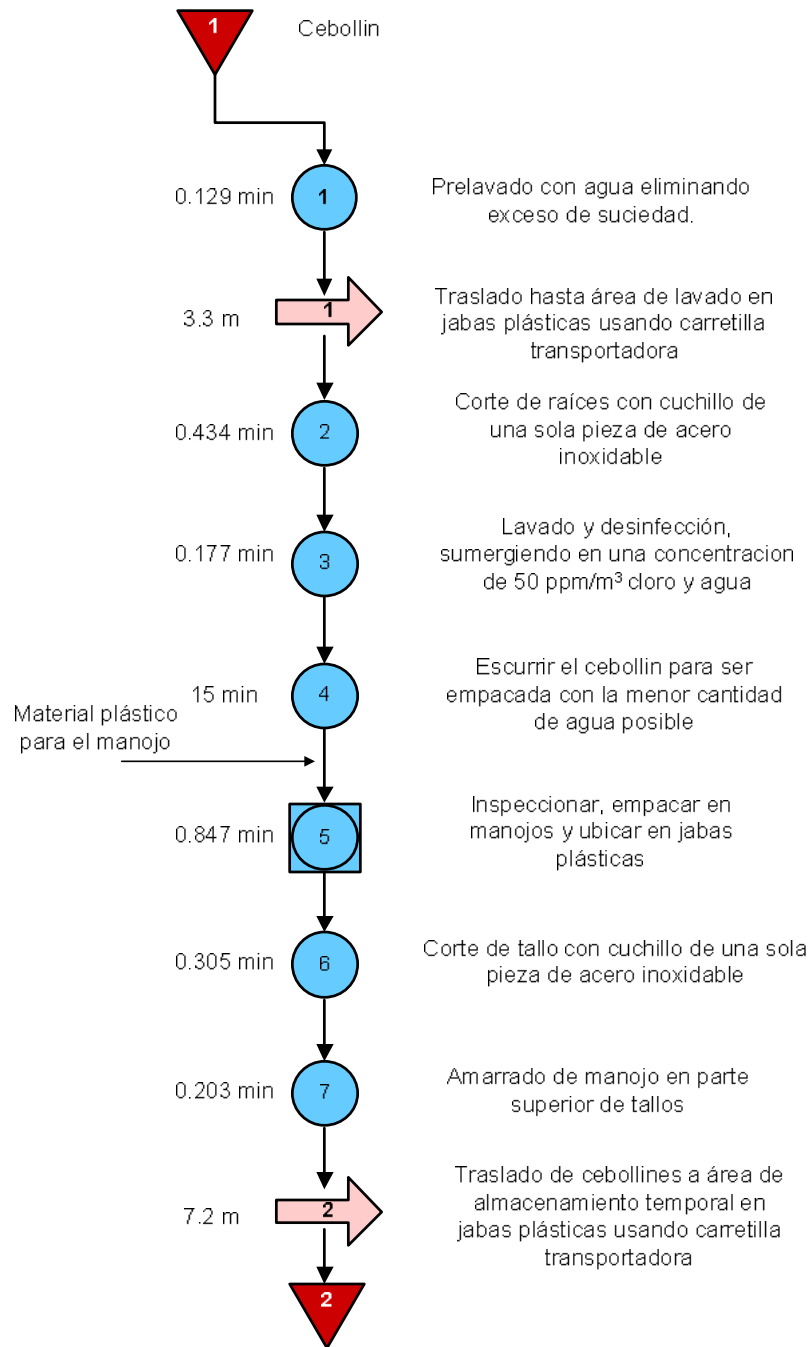 1
Cebollin
0.129 min
1
Prelavado con agua eliminando
exceso de suciedad.
3.3 m
1
Traslado hasta área de lavado en
jabas plásticas usando carretilla
transportadora
0.434 min
2
Corte de raíces con cuchillo de
una sola pieza de acero
inoxidable
0.177 min
3
Lavado y desinfección,
sumergiendo en una concentracion
de 50 ppm/m³ cloro y agua
15 min
4
Escurrir el cebollin para ser
empacada con la menor cantidad
de agua posible
Material plástico
para el manojo
0.847 min
5
Inspeccionar, empacar en
manojos y ubicar en jabas
plásticas
0.305 min
6
Corte de tallo con cuchillo de una sola
pieza de acero inoxidable
0.203 min
7
Amarrado de manojo en parte
superior de tallos
7.2 m
2
Traslado de cebollines a área de
almacenamiento temporal en
jabas plásticas usando carretilla
transportadora
2